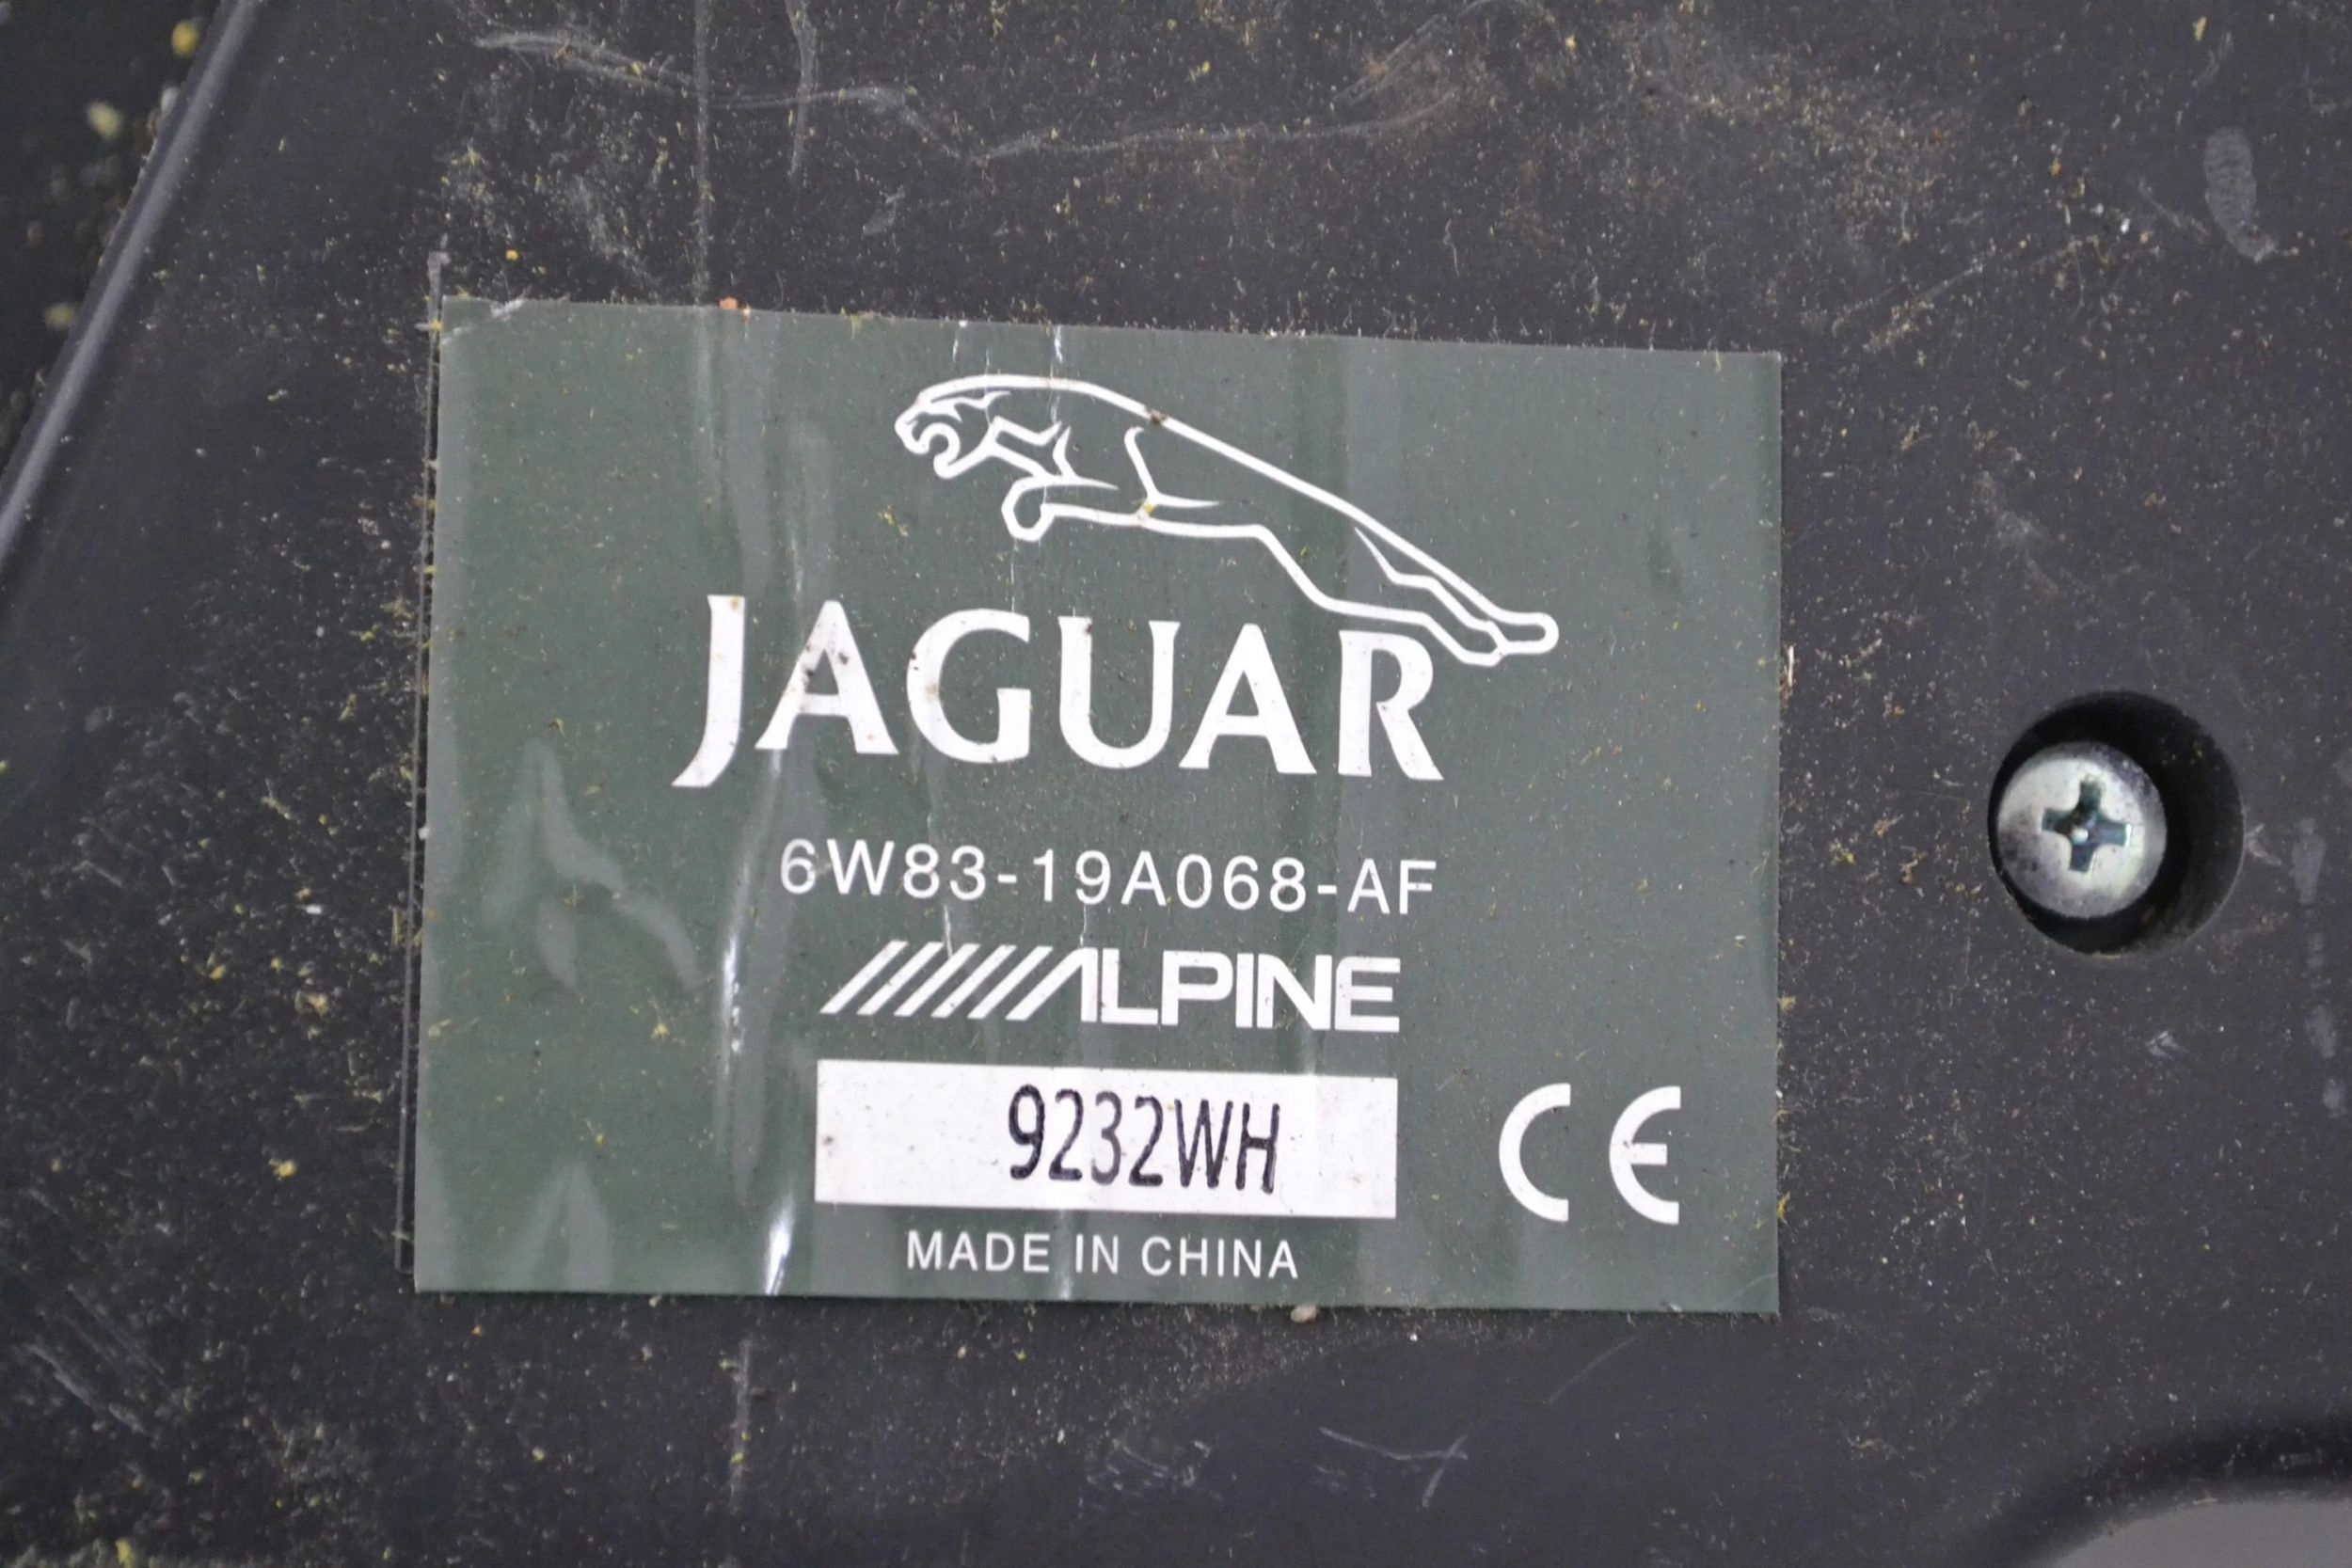 JAGUAR
6W83-19A068-AF
ALPINE
9232WH
CE
MADE IN CHINA